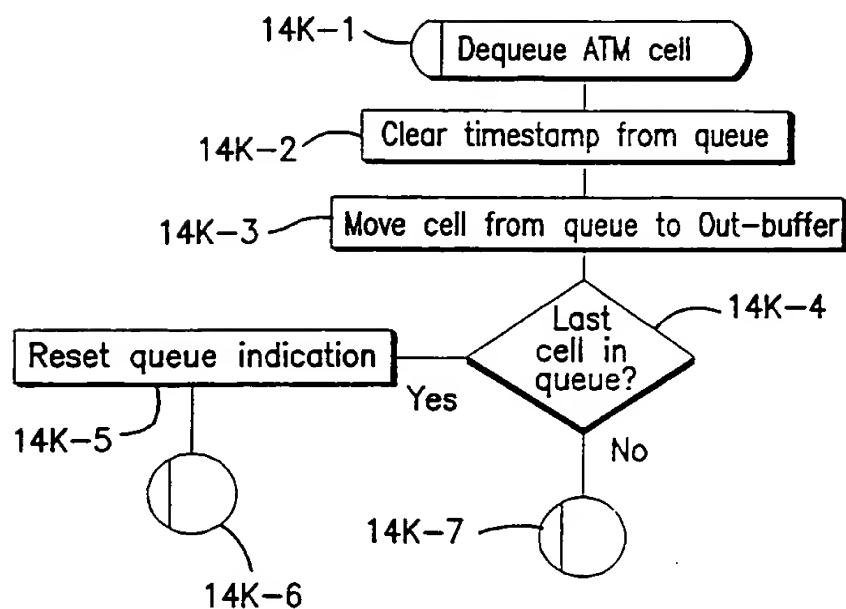 14K-1
Dequeue ATM cell
14K-2
Clear timestamp from queue
14K-3
Move cell from queue to Out-buffer
14K-4
Last
cell in
queue?
Reset queue indication
Yes
14K-5
No
14K-7
14K-6